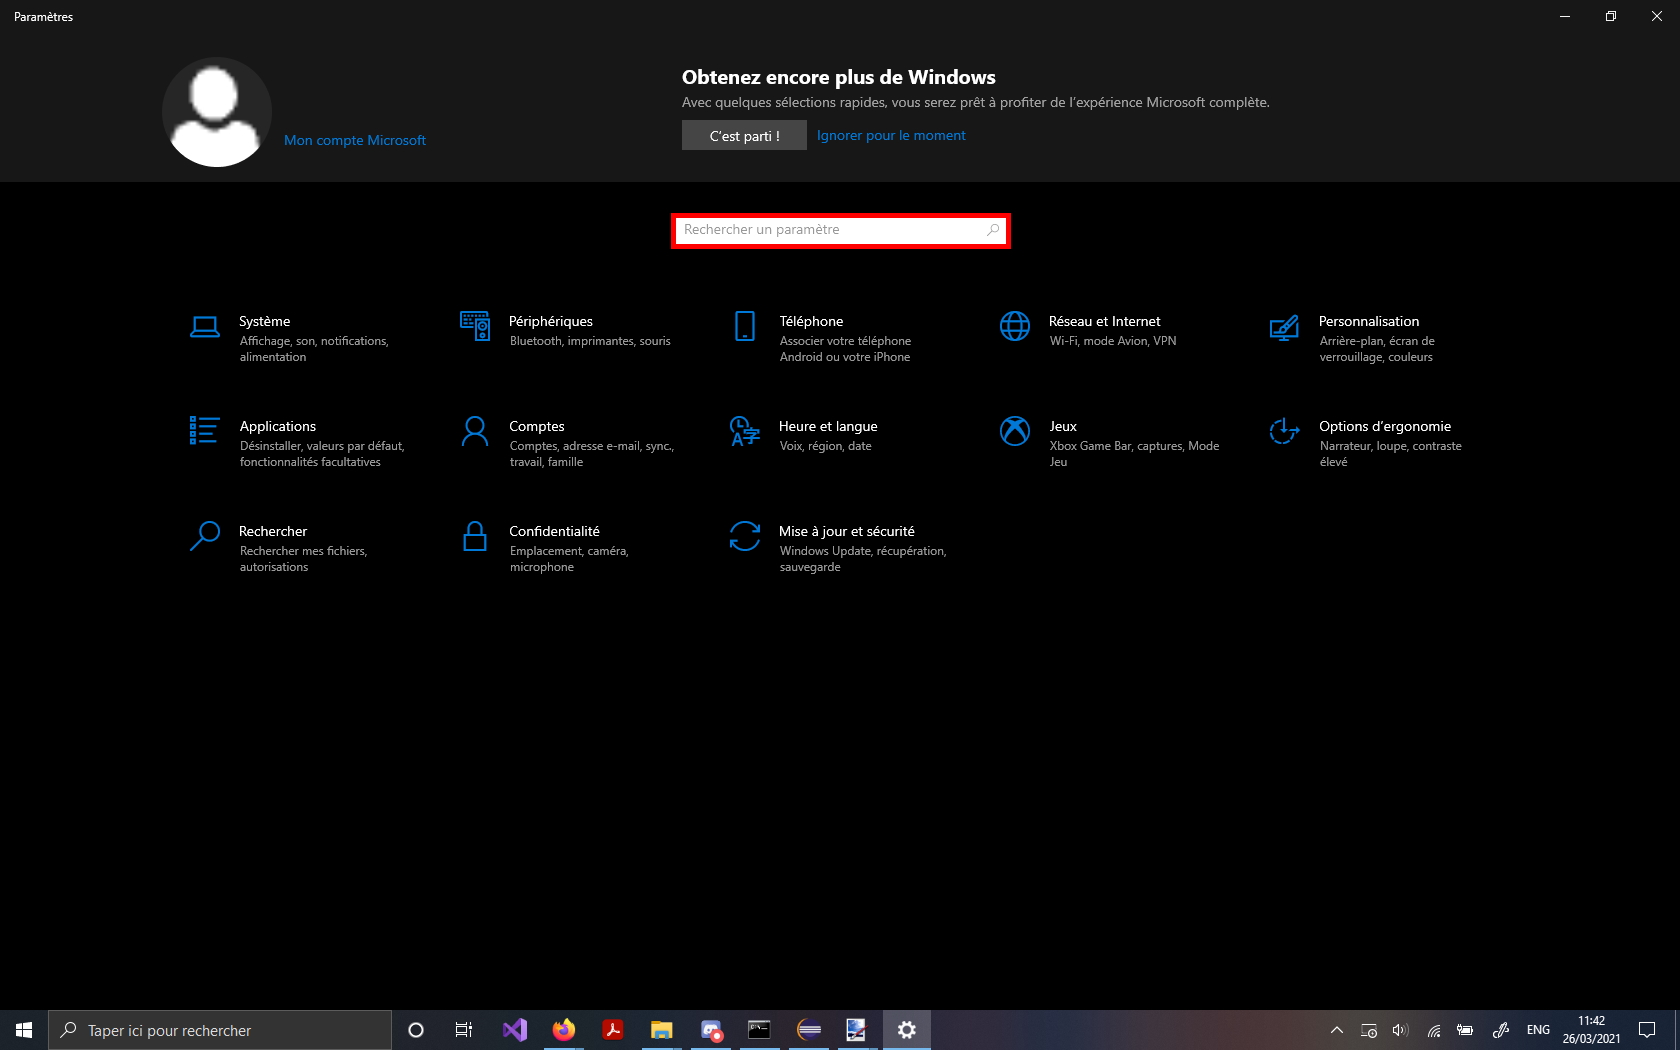 Paramètres
Obtenez encore plus de Windows
Avec quelques sélections rapides, vous serez prêt à profiter de l’expérience Microsoft complète.
Mon compte Microsoft
C’est parti !
Ignorer pour le moment
Rechercher un paramètre
Système
Affichage, son, notifications,
alimentation
Périphériques
Bluetooth, imprimantes, souris
Téléphone
Associer votre téléphone
Android ou votre iPhone
Réseau et Internet
Wi-Fi, mode Avion, VPN
Personnalisation
Arrière-plan, écran de
verrouillage, couleurs
Applications
Désinstaller, valeurs par défaut,
fonctionnalités facultatives
Comptes
Comptes, adresse e-mail, sync.,
travail, famille
Heure et langue
Voix, région, date
Jeux
Xbox Game Bar, captures, Mode
Jeu
Options d’ergonomie
Narrateur, loupe, contraste
élevé
Rechercher
Rechercher mes fichiers,
autorisations
Confidentialité
Emplacement, caméra,
microphone
Mise à jour et sécurité
Windows Update, récupération,
sauvegarde
Taper ici pour rechercher
ENG
11:42
26/03/2021